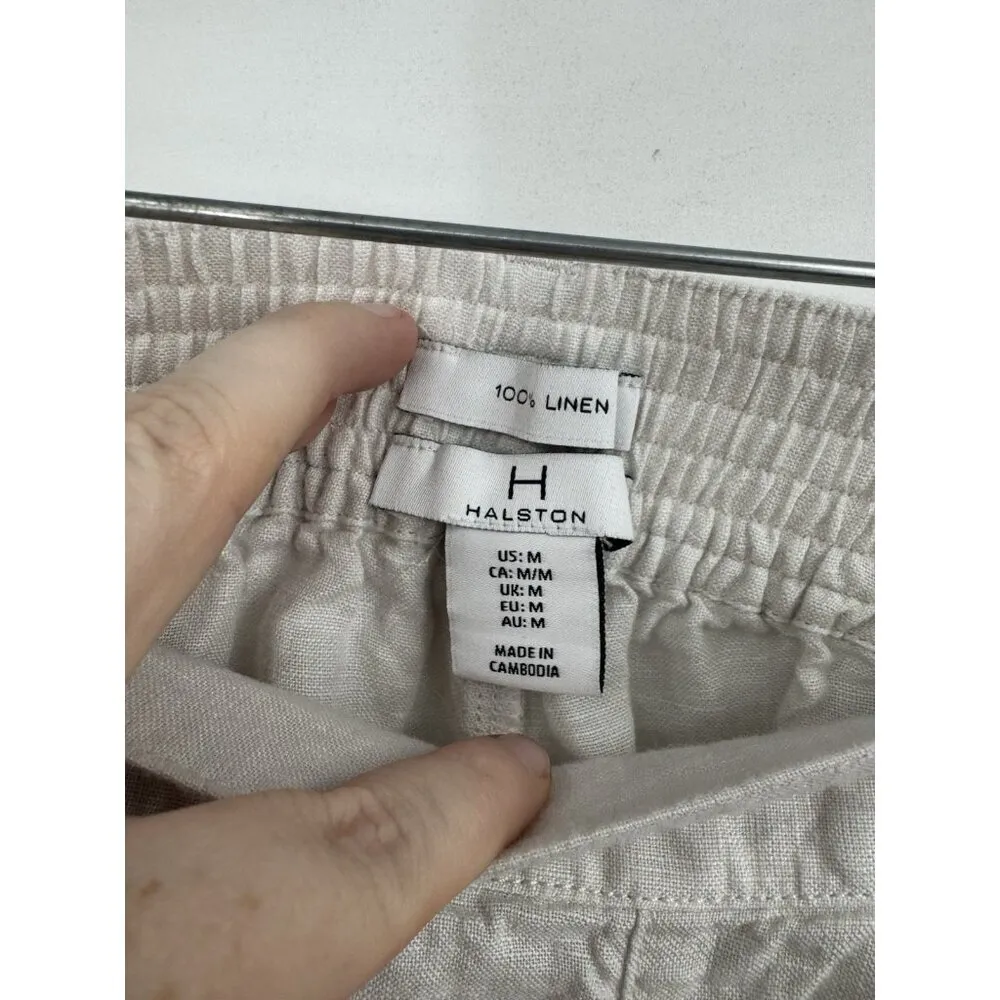 100% LINEN
H
HALSTON
US: M
CA: M/M
UK: M
EU: M
AU: M
MADE IN
CAMBODIA